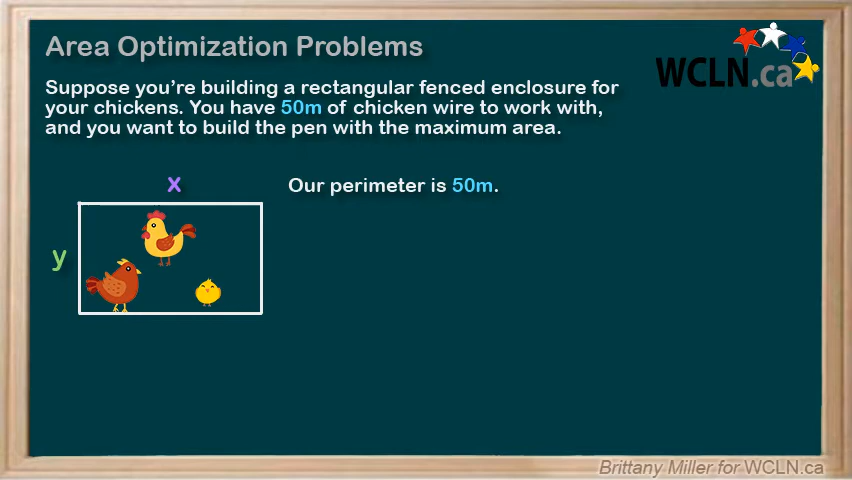 Area Optimization Problems
WCLN.ca
Suppose you're building a rectangular fenced enclosure for
your chickens. You have 50m of chicken wire to work with,
and you want to build the pen with the maximum area.
x
Our perimeter is 50m.
y
Brittany Miller for WCLN.ca